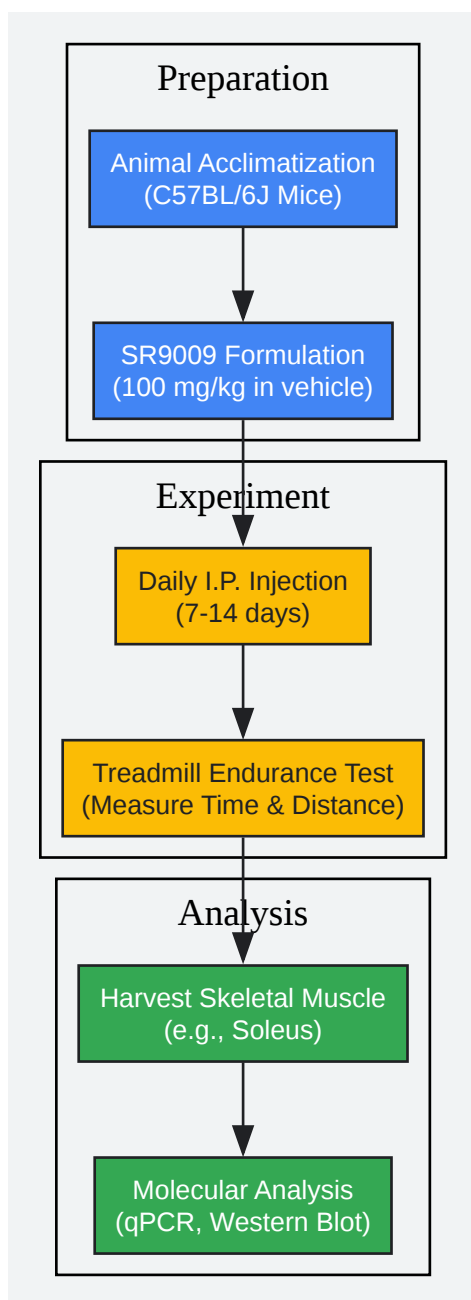 Preparation
Animal Acclimatization
(C57BL/6J Mice)
SR9009 Formulation
(100 mg/kg in vehicle)
Experiment
Daily I.P. Injection
(7-14 days)
Treadmill Endurance Test
(Measure Time & Distance)
Analysis
Harvest Skeletal Muscle
(e.g., Soleus)
Molecular Analysis
(qPCR, Western Blot)